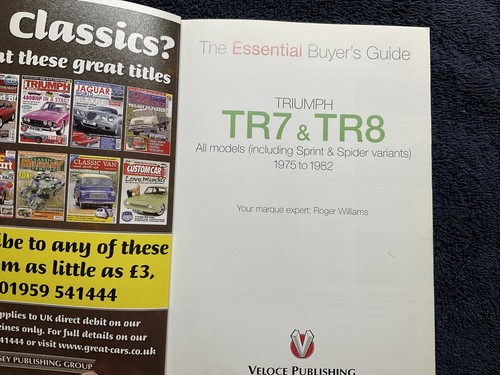 Classics?
t these great titles
TRIUMPH
JAGUAR
CLASSIC
CLASSIC VAN
CUSTOM CAR
be to any of these
m as little as £3,
01959 541444
pplies to UK direct debit on our
zines only. For full details on our
541444 or visit www.great-cars.co.uk
SEY PUBLISHING GROUP
The Essential Buyer's Guide
TRIUMPH
TR7 & TR8
All models (including Sprint & Spider variants)
1975 to 1982
Your marque expert: Roger Williams
VELOCE PUBLISHING